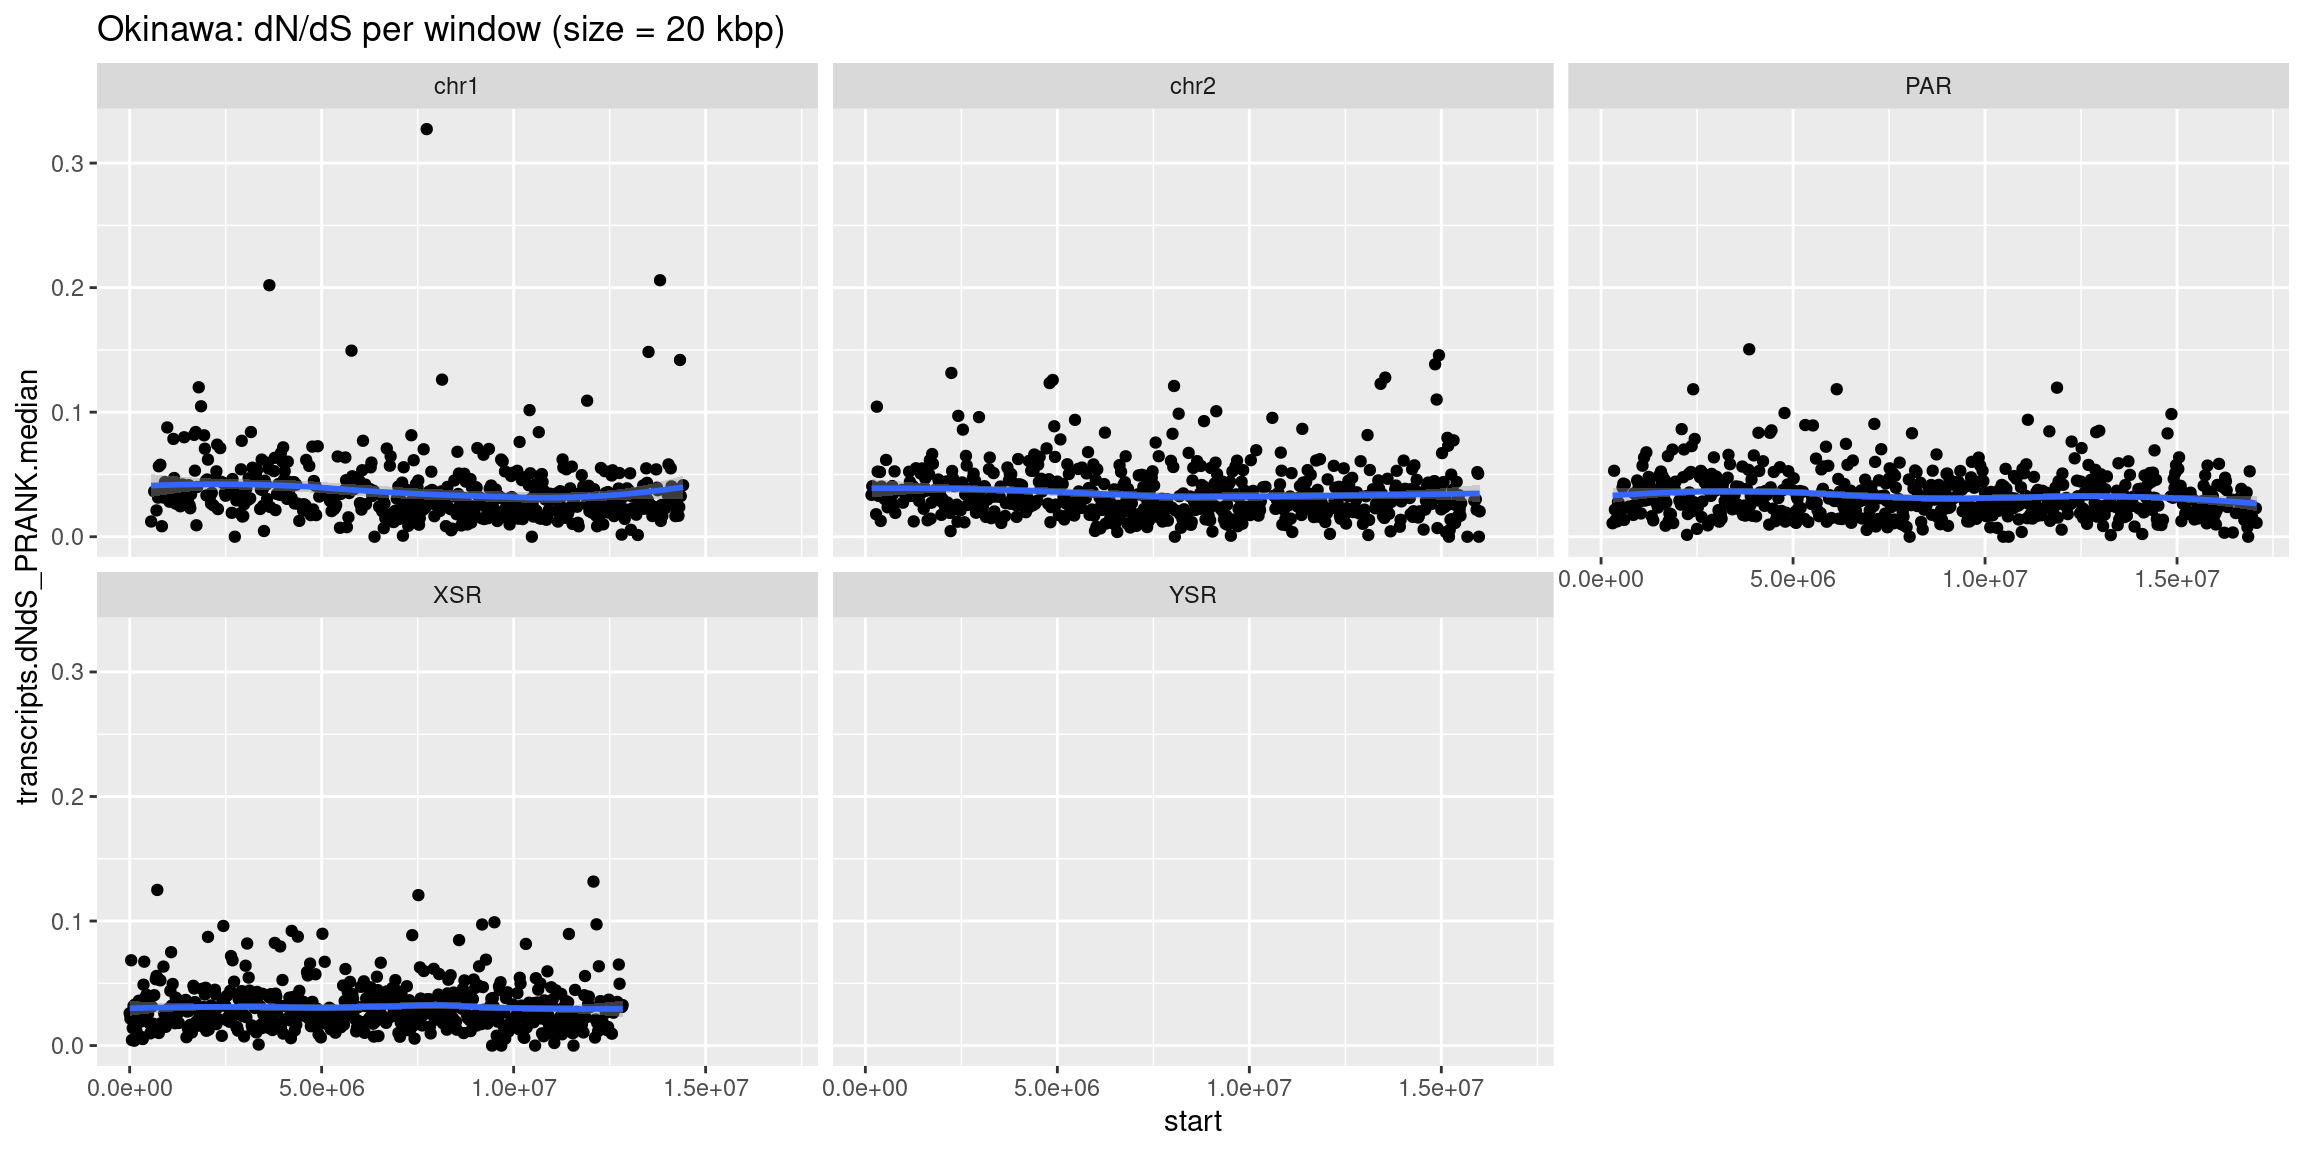 Okinawa: dN/dS per window (size = 20 kbp)
chr1 chr2 PAR
0.3
0.2
0.1
0.0
0.0e+00 5.0e+06 1.0e+07 1.5e+07
transcripts.dNdS_PRANK.median
XSR YSR
0.3
0.2
0.1
0.0
0.0e+00 5.0e+06 1.0e+07 1.5e+07 0.0e+00 5.0e+06 1.0e+07 1.5e+07
start